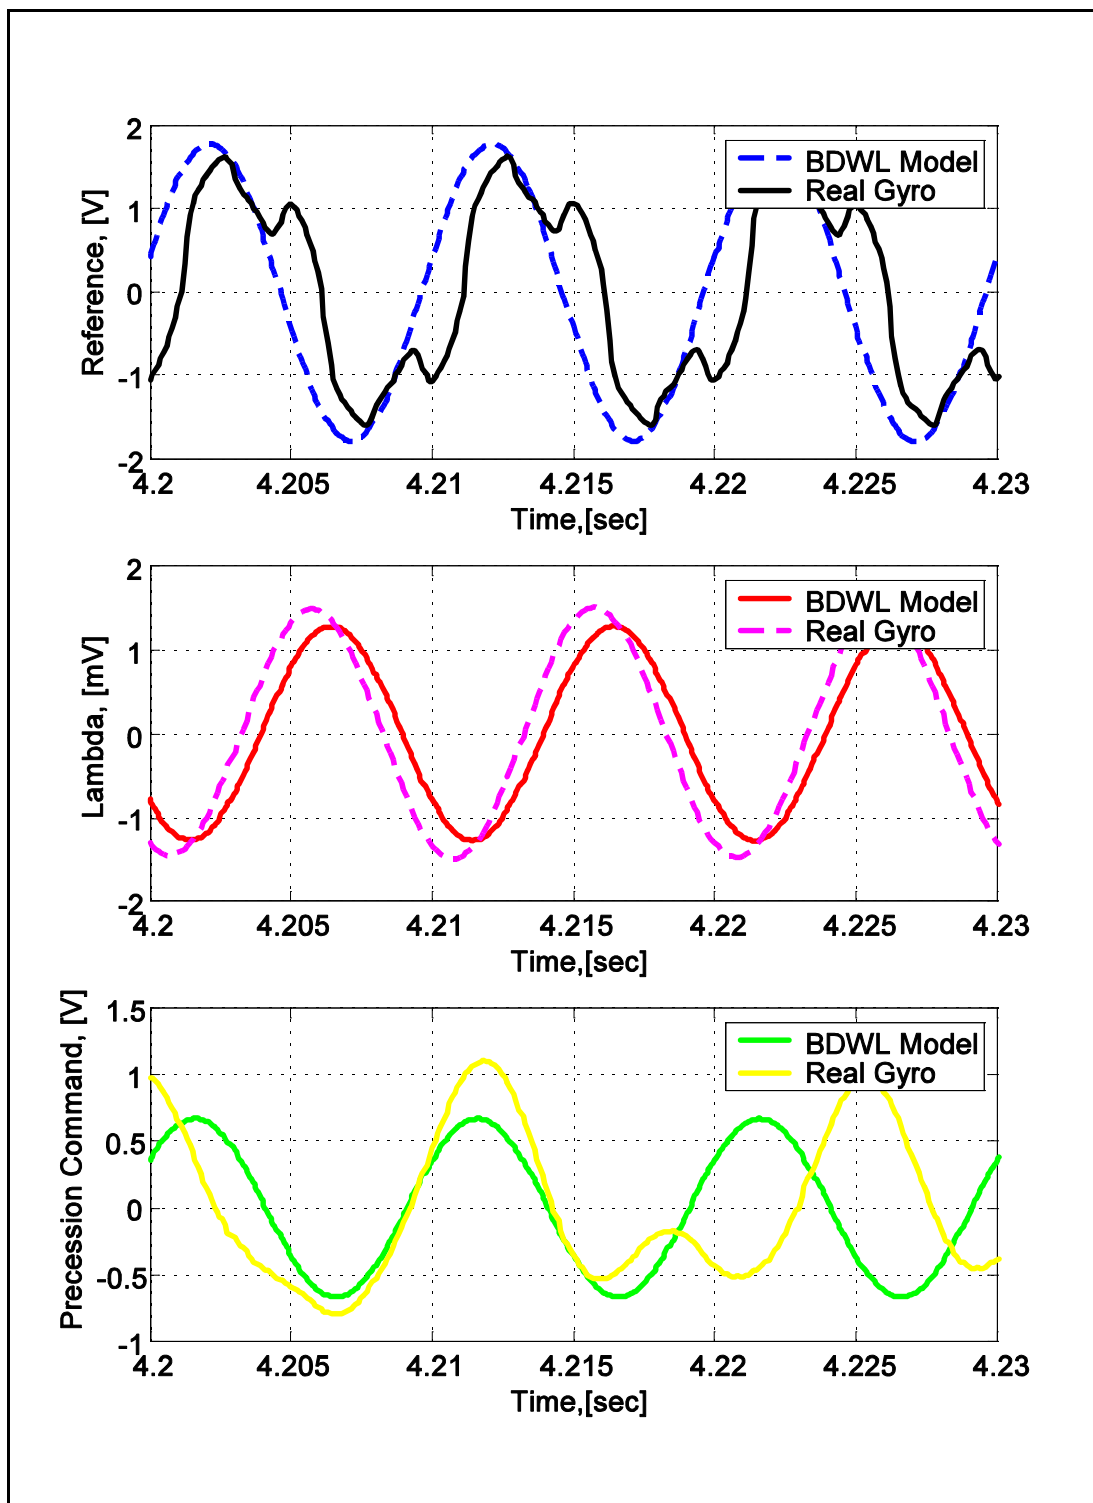 2
1
0
-1
-2
Reference, [V]
BDWL Model
Real Gyro
4.2 4.205 4.21 4.215 4.22 4.225 4.23
Time,[sec]
2
1
0
-1
-2
Lambda, [mV]
BDWL Model
Real Gyro
4.2 4.205 4.21 4.215 4.22 4.225 4.23
Time,[sec]
1.5
1
0.5
0
-0.5
-1
Precession Command, [V]
BDWL Model
Real Gyro
4.2 4.205 4.21 4.215 4.22 4.225 4.23
Time,[sec]